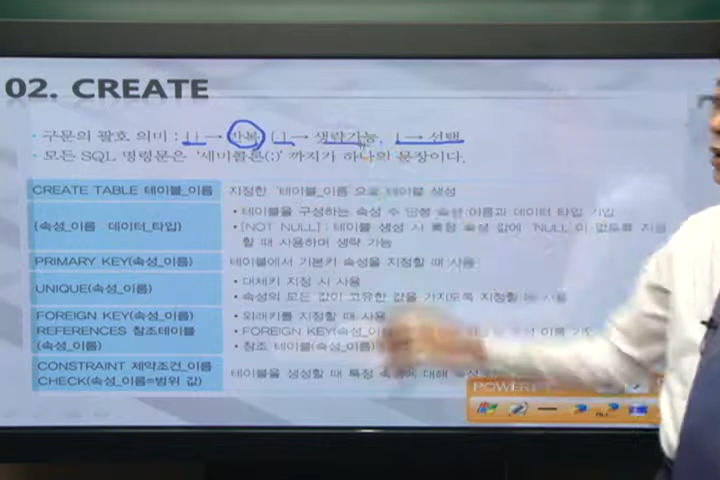 02. CREATE
• 구문의 괄호 의미 : { } → 반복, [ ] → 생략가능, | → 선택
• 모든 SQL 명령문은 '세미콜론(;)' 까지가 하나의 문장이다.
CREATE TABLE 테이블_이름
지정한 '테이블_이름'으로 테이블 생성
{속성_이름 데이터_타입}
• 테이블을 구성하는 속성 수 만큼 속성 이름과 데이터 타입 기입
• [NOT NULL] : 테이블 생성 시 특정 속성 값에 'NULL'이 없도록 지정
할 때 사용하며 생략 가능
PRIMARY KEY(속성_이름)
테이블에서 기본키 속성을 지정할 때 사용
UNIQUE(속성_이름)
• 대체키 지정 시 사용
• 속성의 모든 값이 고유한 값을 가지도록 지정할 때 사용
FOREIGN KEY(속성_이름)
REFERENCES 참조테이블
(속성_이름)
• 외래키를 지정할 때 사용
• FOREIGN KEY(속성_이름
• 참조 테이블(속성_이름)
CONSTRAINT 제약조건_이름
CHECK(속성_이름=범위 값)
테이블을 생성할 때 특정 속성에 대해 속성
POWER